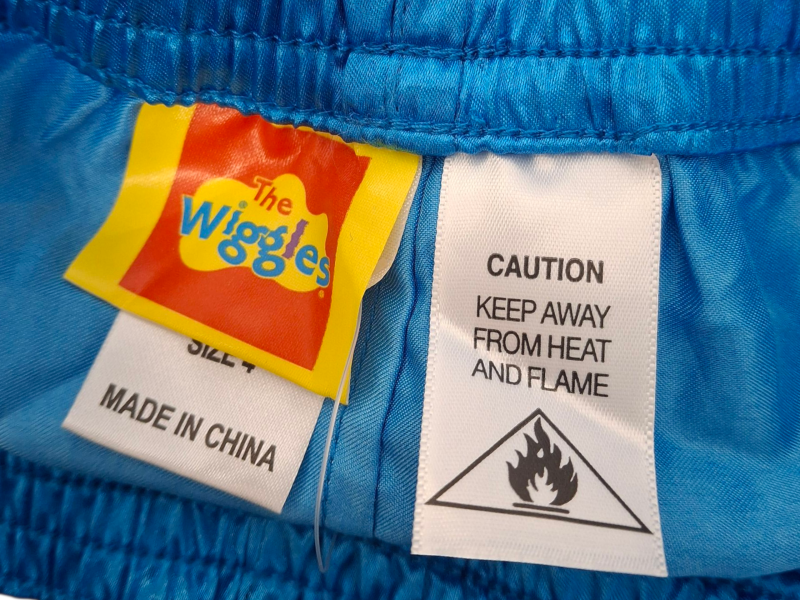 The
Wiggles
SIZE 4
MADE IN CHINA
CAUTION
KEEP AWAY
FROM HEAT
AND FLAME